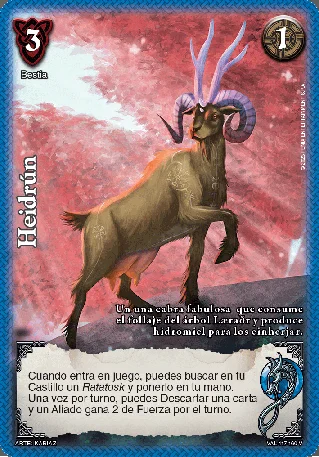 3
1
Bestia
Heidrún
Un una cabra fabulosa que consume
el follaje del árbol Læraðr y produce
hidromiel para los einherjar.
Cuando entra en juego, puedes buscar en tu
Castillo un Ratatosk y ponerlo en tu mano.
Una vez por turno, puedes Descartar una carta
y un Aliado gana 2 de Fuerza por el turno.